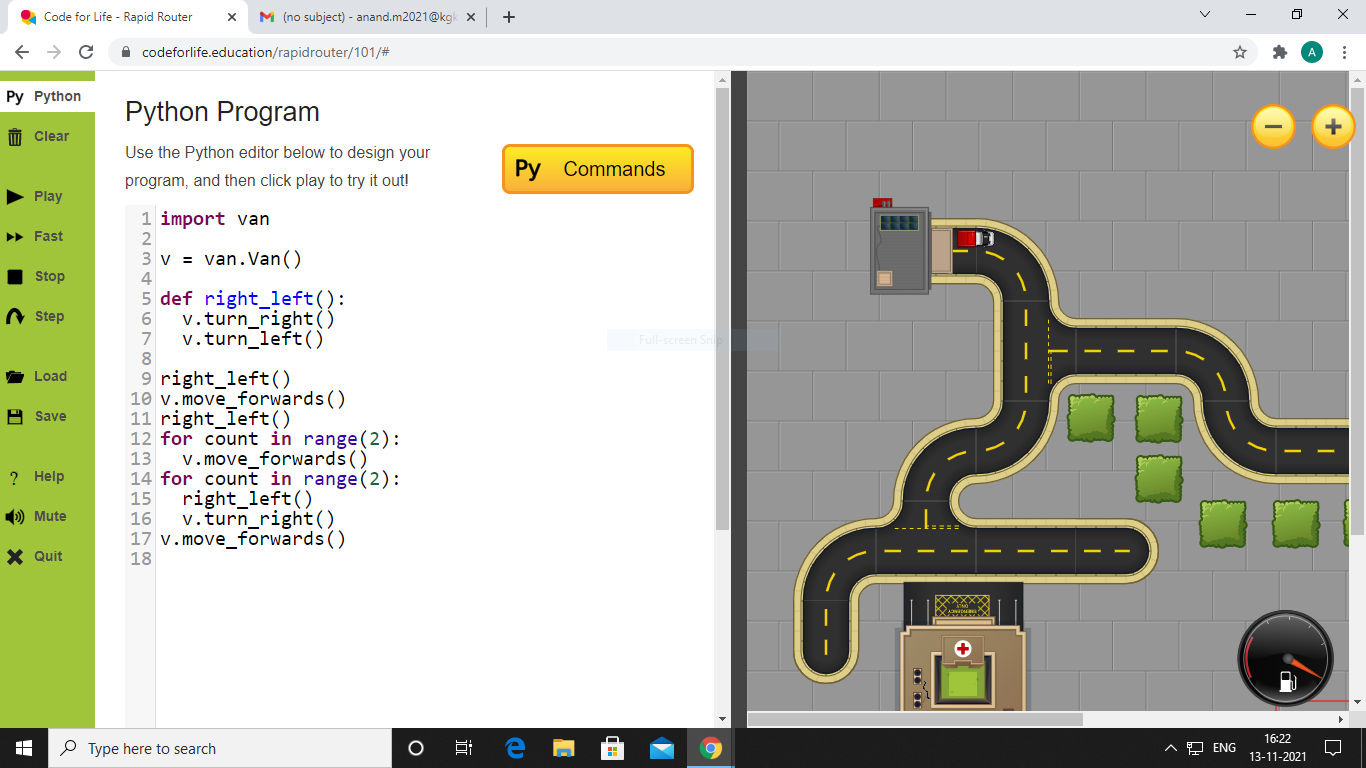 Code for Life - Rapid Router
(no subject) - anand.m2021@kgk
codeforlife.education/rapidrouter/101/#
A
Py Python
Clear
Play
Fast
Stop
Step
Load
Save
? Help
Mute
Quit
Python Program
Use the Python editor below to design your
program, and then click play to try it out!
Py Commands
1 import van
2
3 v = van.Van()
4
5 def right_left():
6   v.turn_right()
7   v.turn_left()
8
9 right_left()
10 v.move_forwards()
11 right_left()
12 for count in range(2):
13   v.move_forwards()
14 for count in range(2):
15   right_left()
16   v.turn_right()
17 v.move_forwards()
18
Full-screen Snip
EMERGENCY
ONLY
Type here to search
ENG
16:22
13-11-2021